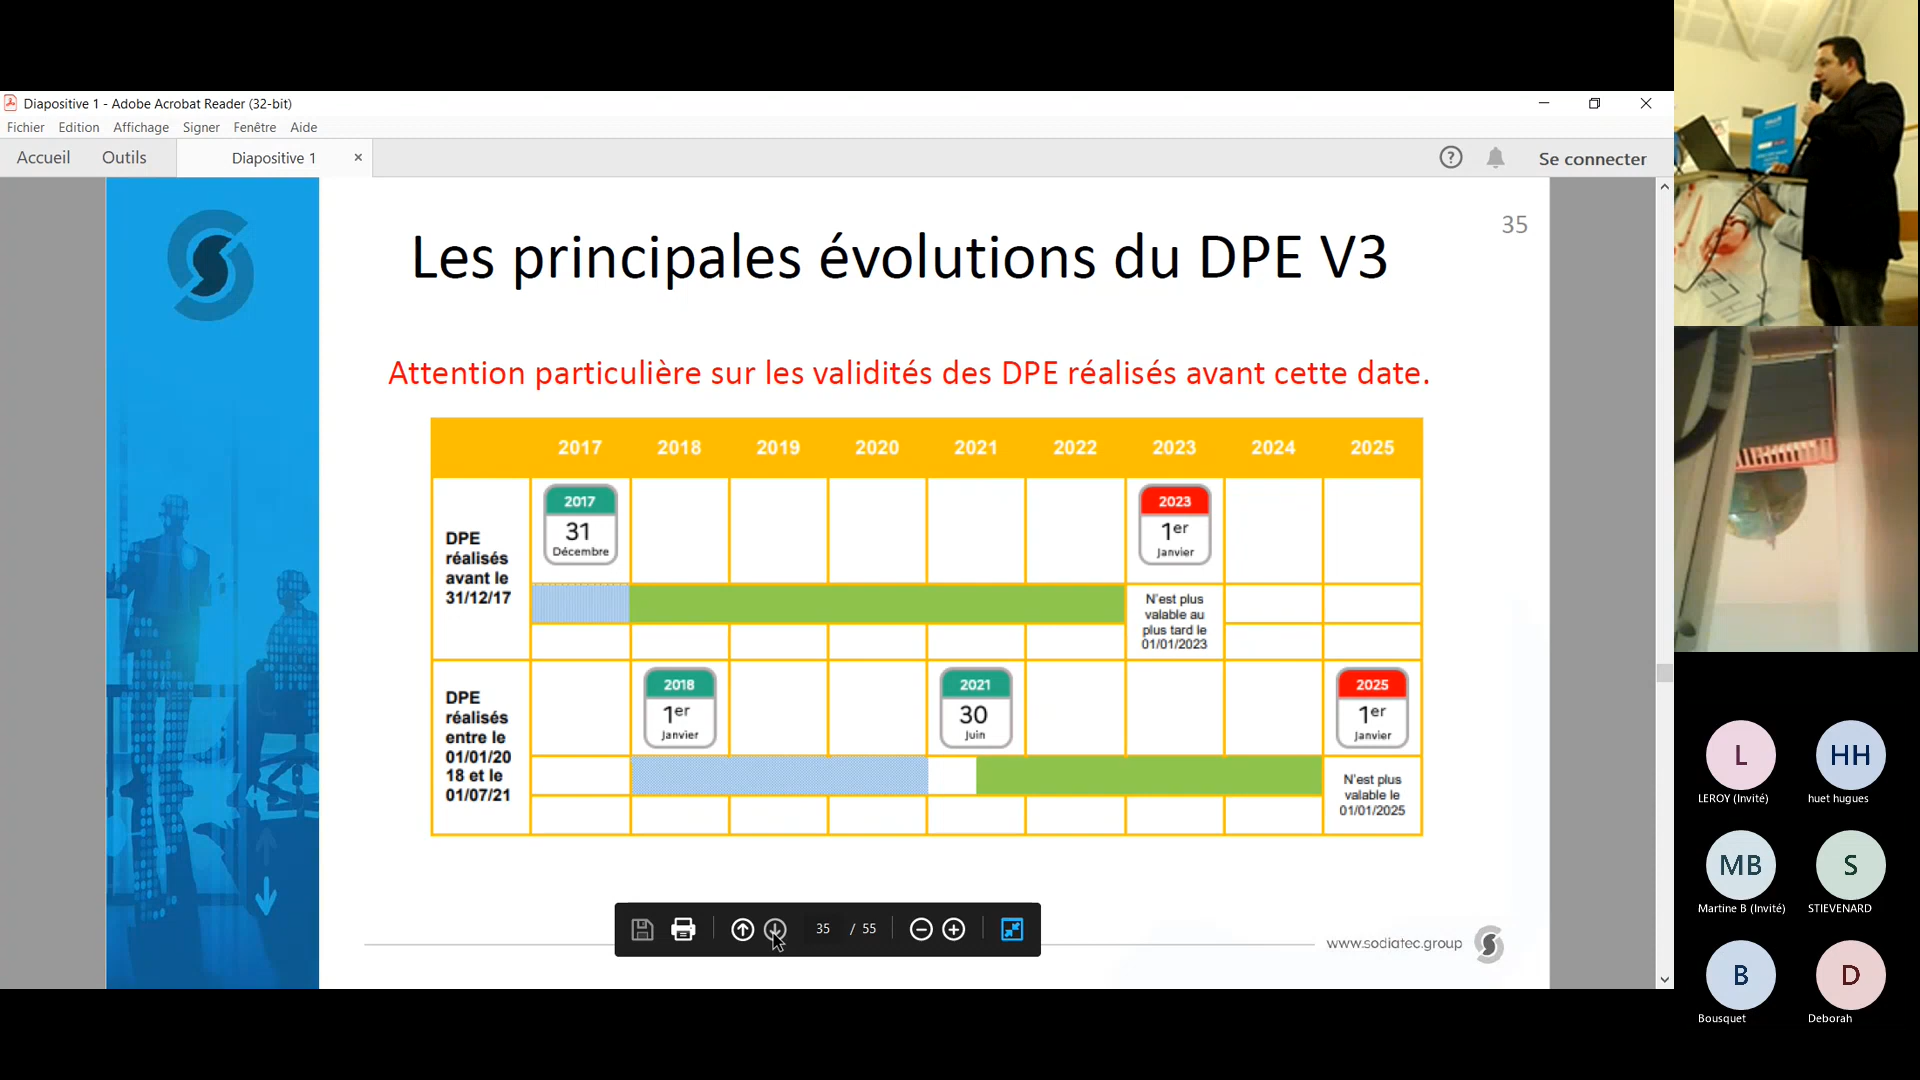 Diapositive 1 - Adobe Acrobat Reader (32-bit)
Fichier Edition Affichage Signer Fenêtre Aide
Accueil Outils Diapositive 1 Se connecter
35
Les principales évolutions du DPE V3
Attention particulière sur les validités des DPE réalisés avant cette date.
2017 2018 2019 2020 2021 2022 2023 2024 2025
DPE
réalisés
avant le
31/12/17
2017
31
Décembre
2023
1er
Janvier
N'est plus
valable au
plus tard le
01/01/2023
DPE
réalisés
entre le
01/01/20
18 et le
01/07/21
2018
1er
Janvier
2021
30
Juin
2025
1er
Janvier
N'est plus
valable le
01/01/2025
35 / 55
www.sodiatec.group
L HH
LEROY (Invité) huet hugues
MB S
Martine B (Invité) STIEVENARD
B D
Bousquet Deborah